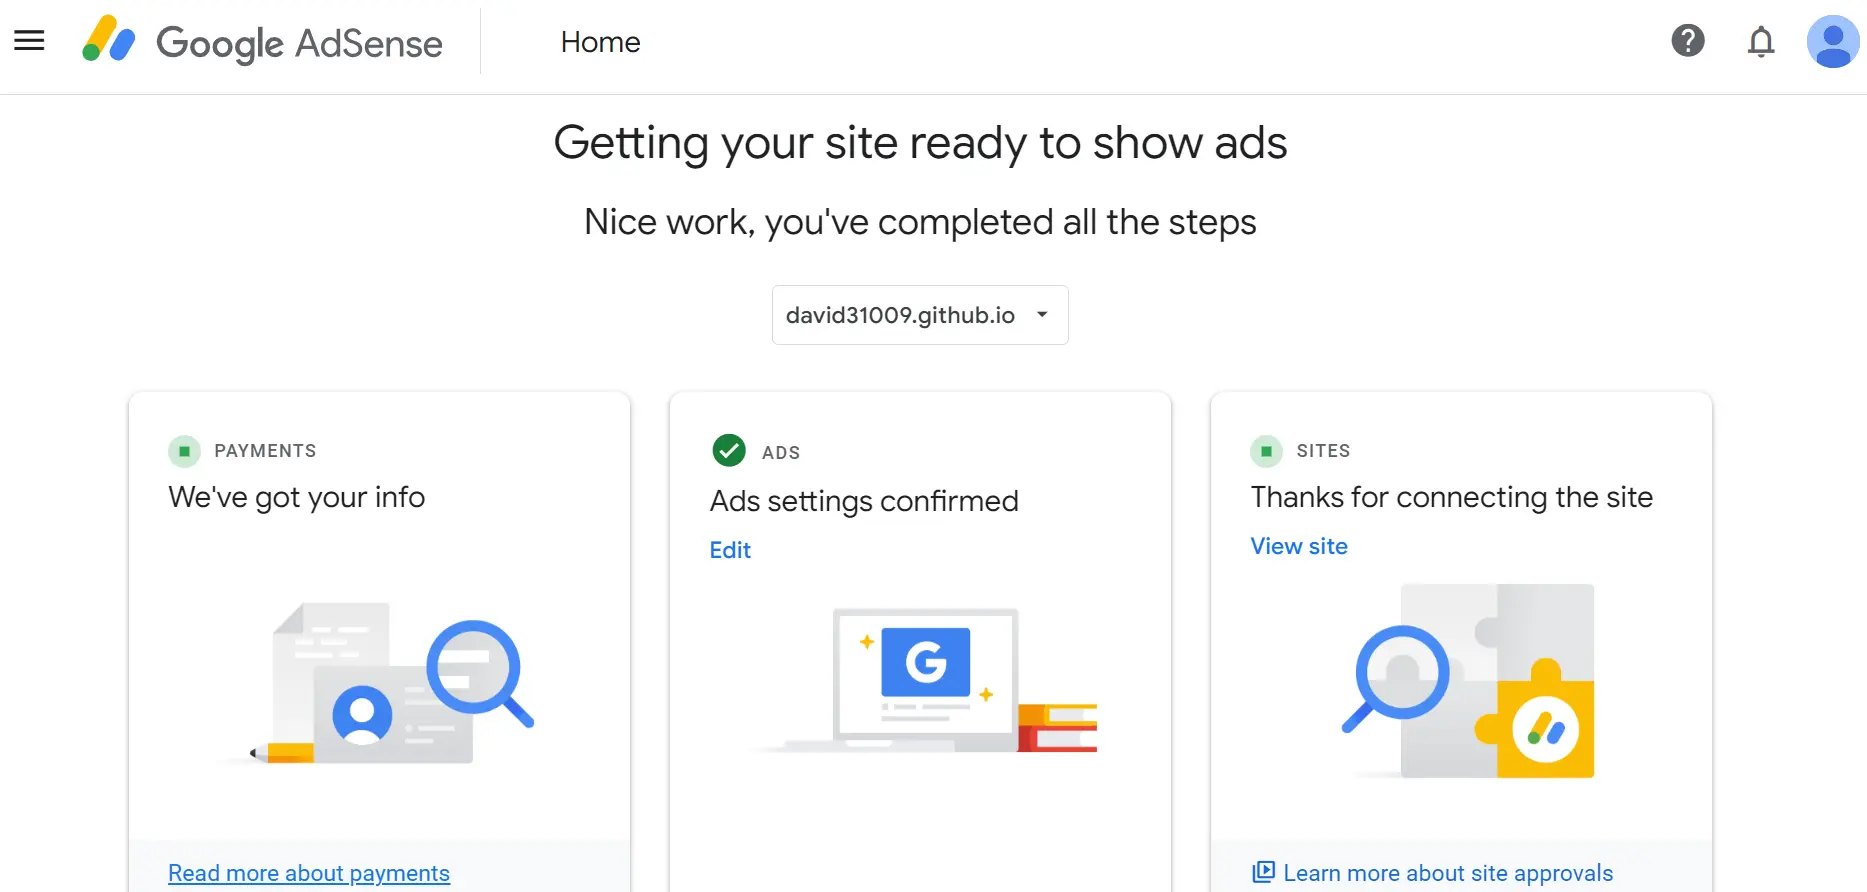 Google AdSense
Home
Getting your site ready to show ads
Nice work, you've completed all the steps
david31009.github.io
PAYMENTS
We've got your info
Read more about payments
ADS
Ads settings confirmed
Edit
G
SITES
Thanks for connecting the site
View site
Learn more about site approvals